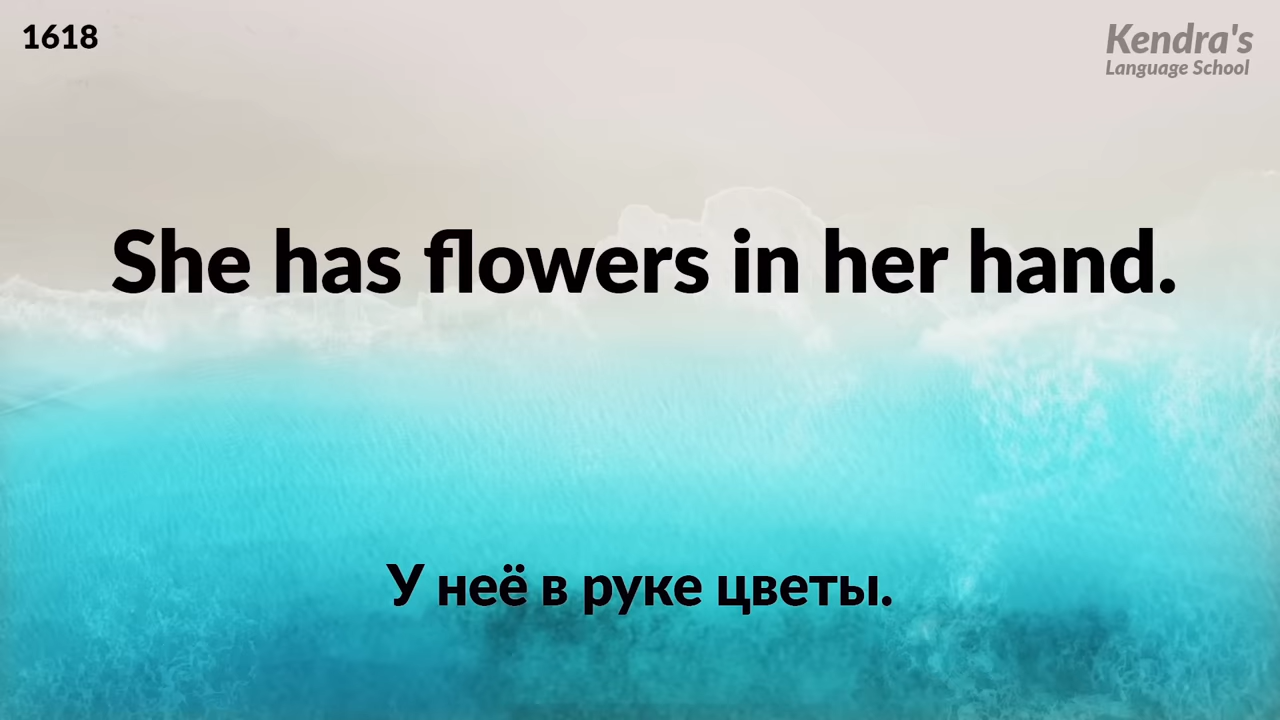 1618
Kendra's
Language School
She has flowers in her hand.
У неё в руке цветы.